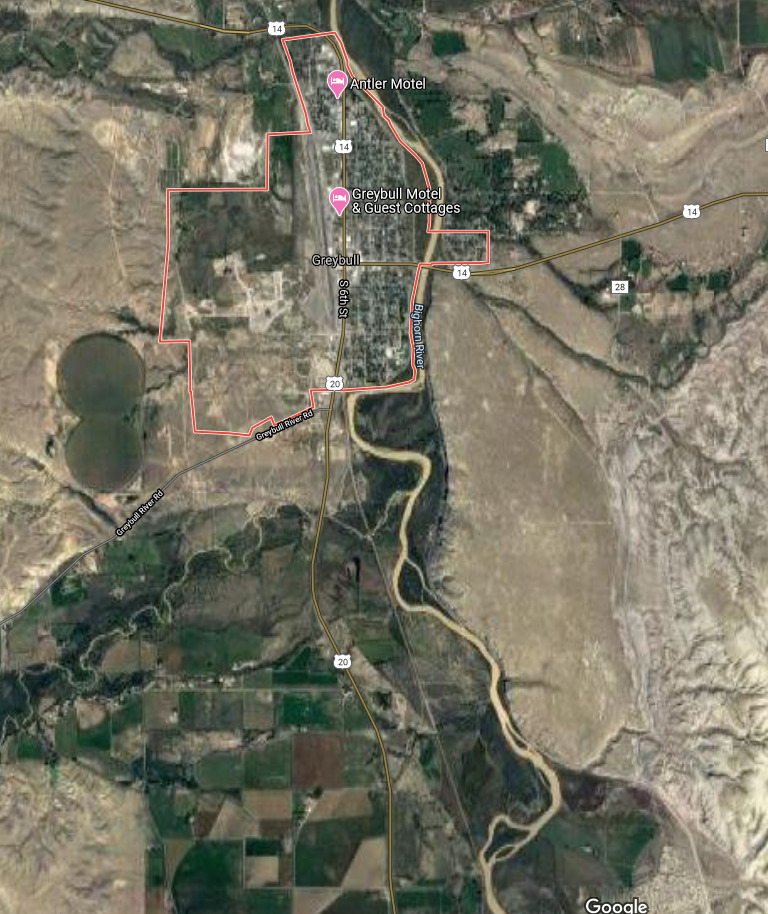 14
Antler Motel
14
Greybull Motel
& Guest Cottages
14
Greybull
14
28
S 6th St
Bighorn River
20
Greybull River Rd
Greybull River Rd
20
Google